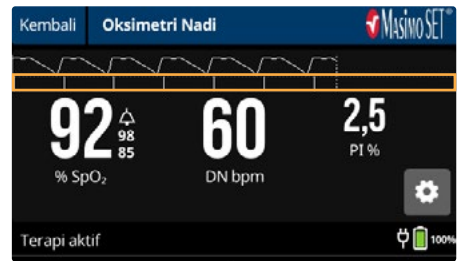 Kembali
Oksimetri Nadi
Masimo SET®
92
98
85
% SpO₂
60
DN bpm
2,5
PI %
Terapi aktif
100%